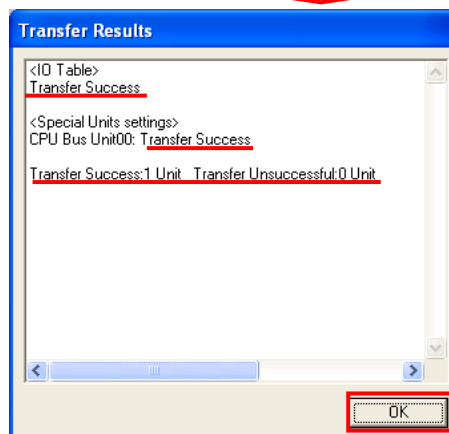 Transfer Results
<IO Table>
Transfer Success
<Special Units settings>
CPU Bus Unit00: Transfer Success
Transfer Success:1 Unit   Transfer Unsuccessful:0 Unit
OK